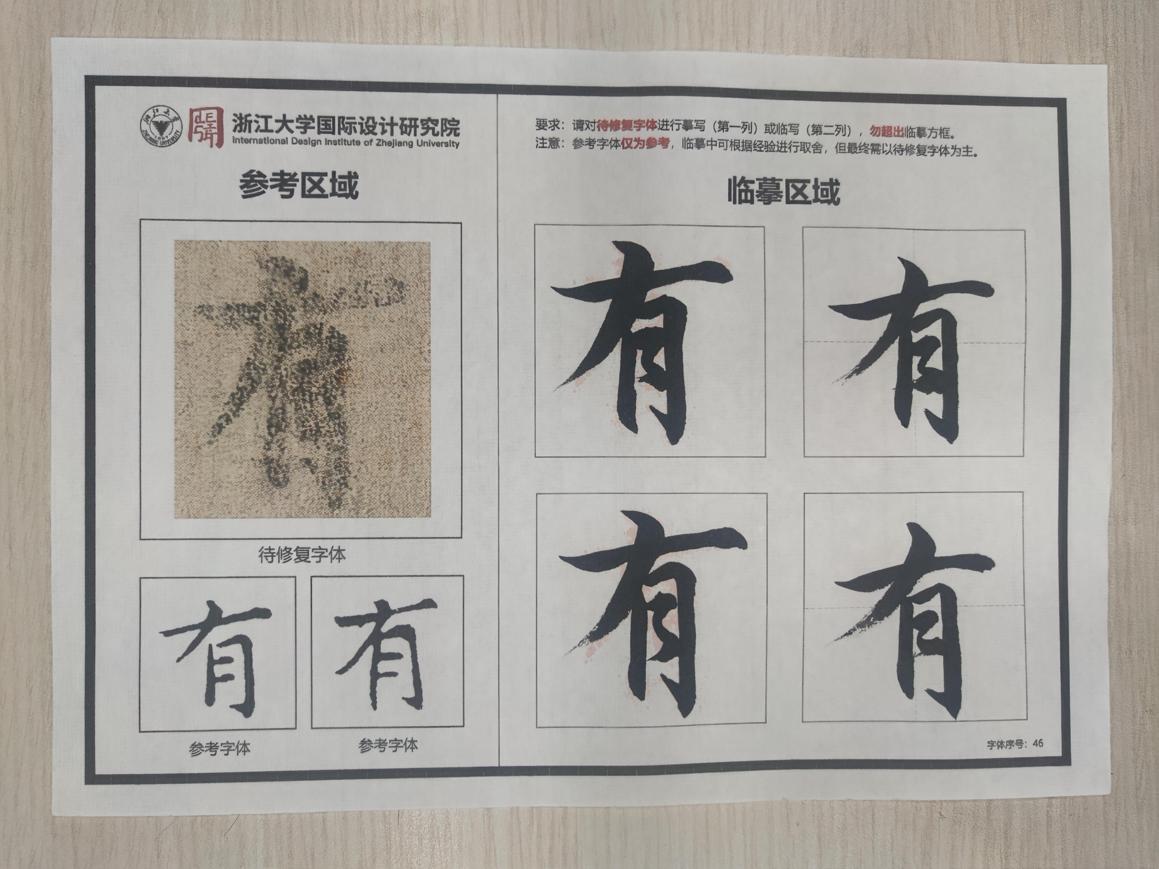 浙江大学国际设计研究院
International Design Institute of Zhejiang University
参考区域
有
待修复字体
有 有
参考字体 参考字体
要求：请对待修复字体进行摹写（第一列）或临写（第二列），勿超出临摹方框。
注意：参考字体仅为参考，临摹中可根据经验进行取舍，但最终需以待修复字体为主。
临摹区域
有 有
有 有
字体序号：46